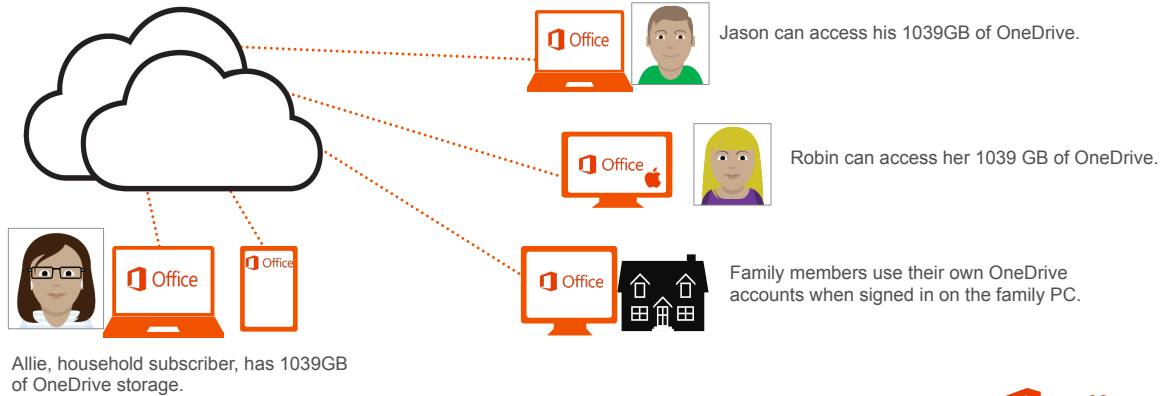 Office
Jason can access his 1039GB of OneDrive.
Office
Robin can access her 1039 GB of OneDrive.
Office
Office
Office
Family members use their own OneDrive
accounts when signed in on the family PC.
Allie, household subscriber, has 1039GB
of OneDrive storage.